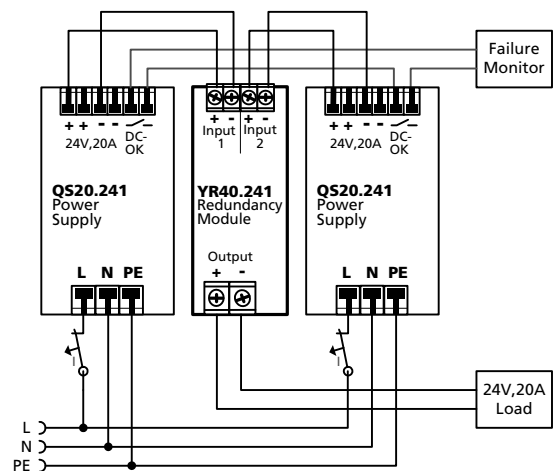 Failure
Monitor
+ + - -
24V,20A
DC-
OK
QS20.241
Power
Supply
L N PE
+ - + -
Input
1
Input
2
YR40.241
Redundancy
Module
Output
+ -
+ + - -
24V,20A
DC-
OK
QS20.241
Power
Supply
L N PE
I
I
24V,20A
Load
L
N
PE